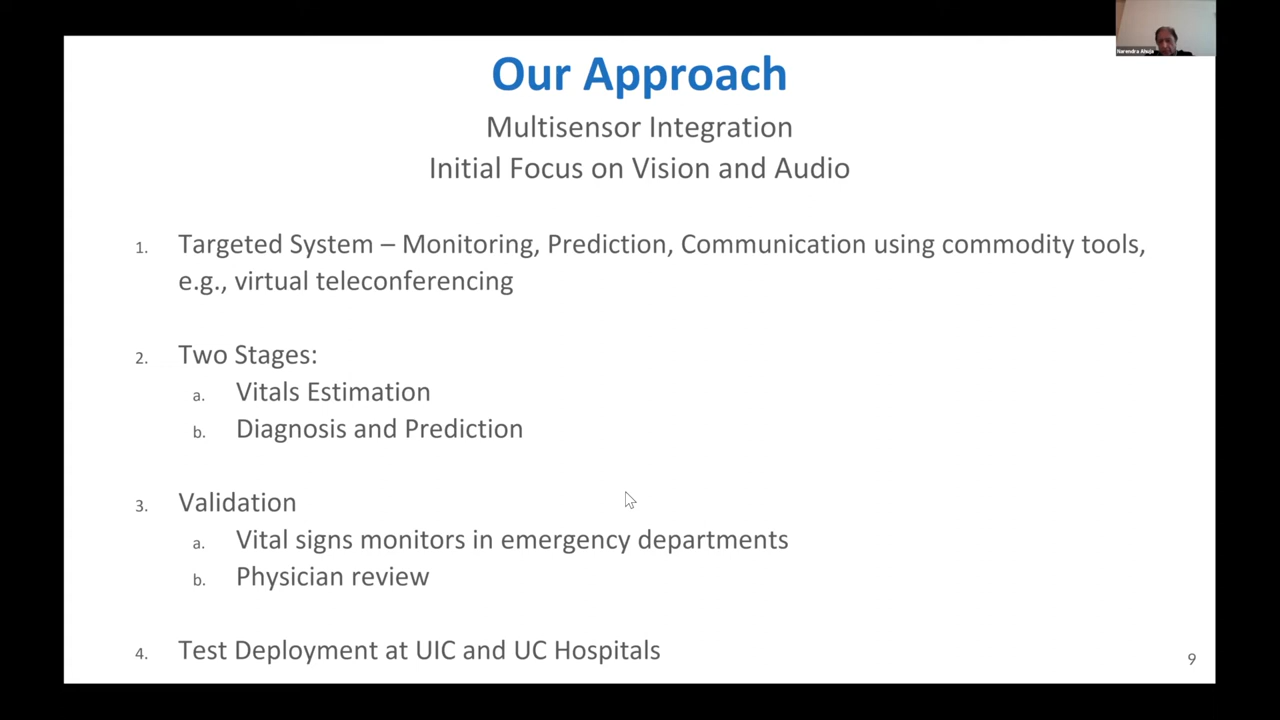 Narendra Ahuja
Our Approach
Multisensor Integration
Initial Focus on Vision and Audio
1. Targeted System – Monitoring, Prediction, Communication using commodity tools,
e.g., virtual teleconferencing
2. Two Stages:
a. Vitals Estimation
b. Diagnosis and Prediction
3. Validation
a. Vital signs monitors in emergency departments
b. Physician review
4. Test Deployment at UIC and UC Hospitals
9